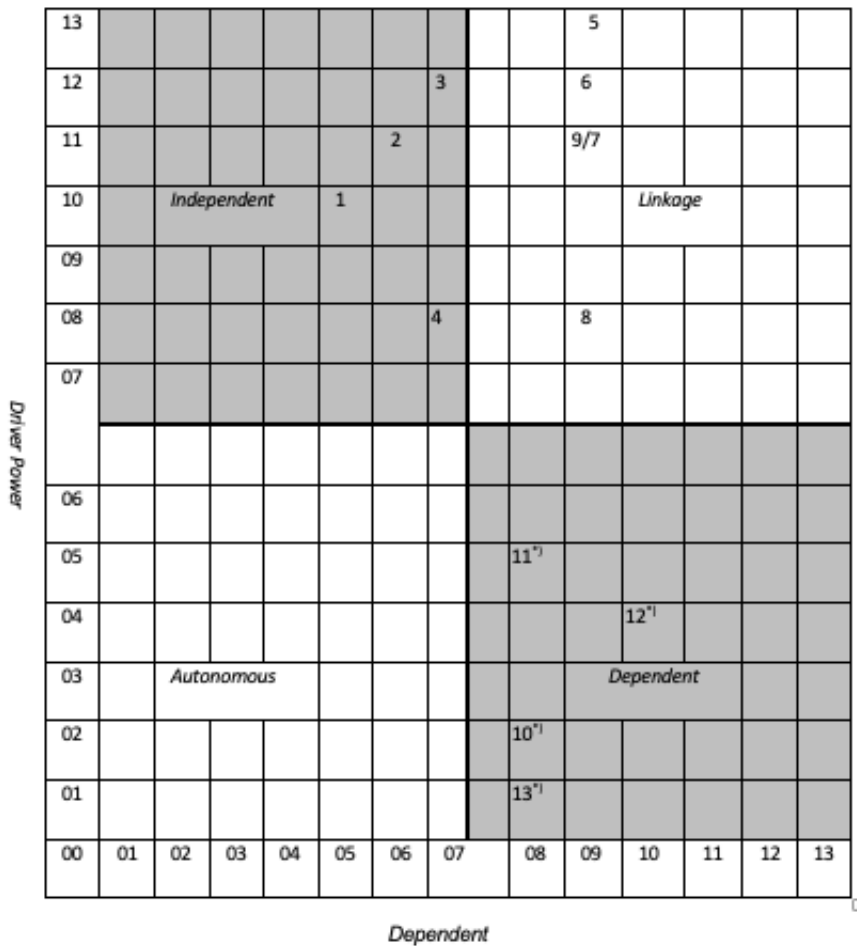 13 5
12 3 6
11 2 9/7
10 Independent 1 Linkage
09
08 4 8
07
Driver Power
06
05 11*)
04 12*)
03 Autonomous Dependent
02 10*)
01 13*)
00 01 02 03 04 05 06 07 08 09 10 11 12 13
Dependent